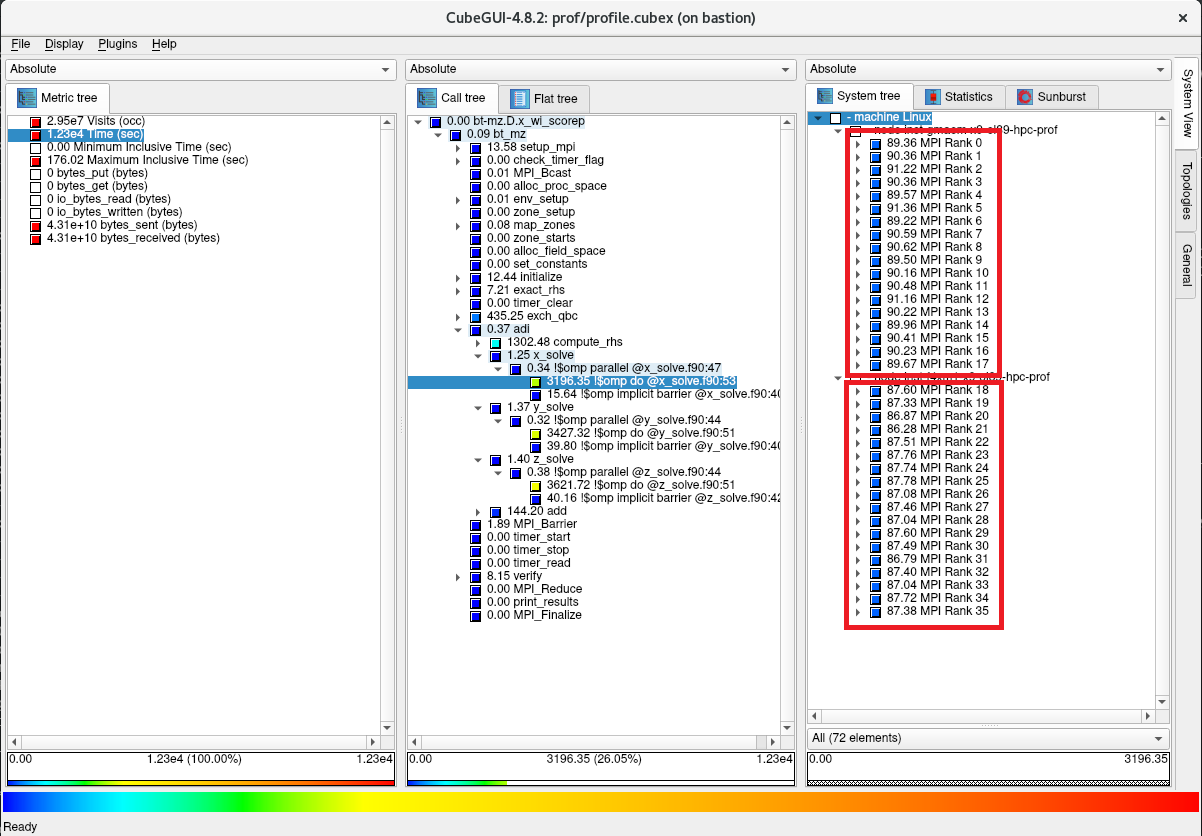 CubeGUI-4.8.2: prof/profile.cubex (on bastion)
File Display Plugins Help
Absolute
Metric tree
2.95e7 Visits (occ)
1.23e4 Time (sec)
0.00 Minimum Inclusive Time (sec)
176.02 Maximum Inclusive Time (sec)
0 bytes_put (bytes)
0 bytes_get (bytes)
0 io_bytes_read (bytes)
0 io_bytes_written (bytes)
4.31e+10 bytes_sent (bytes)
4.31e+10 bytes_received (bytes)
0.00 1.23e4 (100.00%) 1.23e4
Absolute
Call tree Flat tree
0.00 bt-mz.D.x_wi_scorep
0.09 bt_mz
13.58 setup_mpi
0.00 check_timer_flag
0.01 MPI_Bcast
0.00 alloc_proc_space
0.01 env_setup
0.00 zone_setup
0.08 map_zones
0.00 zone_starts
0.00 alloc_field_space
0.00 set_constants
12.44 initialize
7.21 exact_rhs
0.00 timer_clear
435.25 exch_qbc
0.37 adi
1302.48 compute_rhs
1.25 x_solve
0.34 !$omp parallel @x_solve.f90:47
3196.35 !$omp do @x_solve.f90:53
15.64 !$omp implicit barrier @x_solve.f90:40
1.37 y_solve
0.32 !$omp parallel @y_solve.f90:44
3427.32 !$omp do @y_solve.f90:51
39.80 !$omp implicit barrier @y_solve.f90:40
1.40 z_solve
0.38 !$omp parallel @z_solve.f90:44
3621.72 !$omp do @z_solve.f90:51
40.16 !$omp implicit barrier @z_solve.f90:42
144.20 add
1.89 MPI_Barrier
0.00 timer_start
0.00 timer_stop
0.00 timer_read
8.15 verify
0.00 MPI_Reduce
0.00 print_results
0.00 MPI_Finalize
0.00 3196.35 (26.05%) 1.23e4
Absolute
System tree Statistics Sunburst
- machine Linux
89-hpc-prof
89.36 MPI Rank 0
90.36 MPI Rank 1
91.22 MPI Rank 2
90.36 MPI Rank 3
89.57 MPI Rank 4
91.36 MPI Rank 5
89.22 MPI Rank 6
90.59 MPI Rank 7
90.62 MPI Rank 8
89.50 MPI Rank 9
90.16 MPI Rank 10
90.48 MPI Rank 11
91.16 MPI Rank 12
90.22 MPI Rank 13
89.96 MPI Rank 14
90.41 MPI Rank 15
90.23 MPI Rank 16
89.67 MPI Rank 17
-hpc-prof
87.60 MPI Rank 18
87.33 MPI Rank 19
86.87 MPI Rank 20
86.28 MPI Rank 21
87.51 MPI Rank 22
87.76 MPI Rank 23
87.74 MPI Rank 24
87.78 MPI Rank 25
87.08 MPI Rank 26
87.46 MPI Rank 27
87.04 MPI Rank 28
87.60 MPI Rank 29
87.49 MPI Rank 30
86.79 MPI Rank 31
87.40 MPI Rank 32
87.04 MPI Rank 33
87.72 MPI Rank 34
87.38 MPI Rank 35
All (72 elements)
0.00 3196.35
System View
Topologies
General
Ready